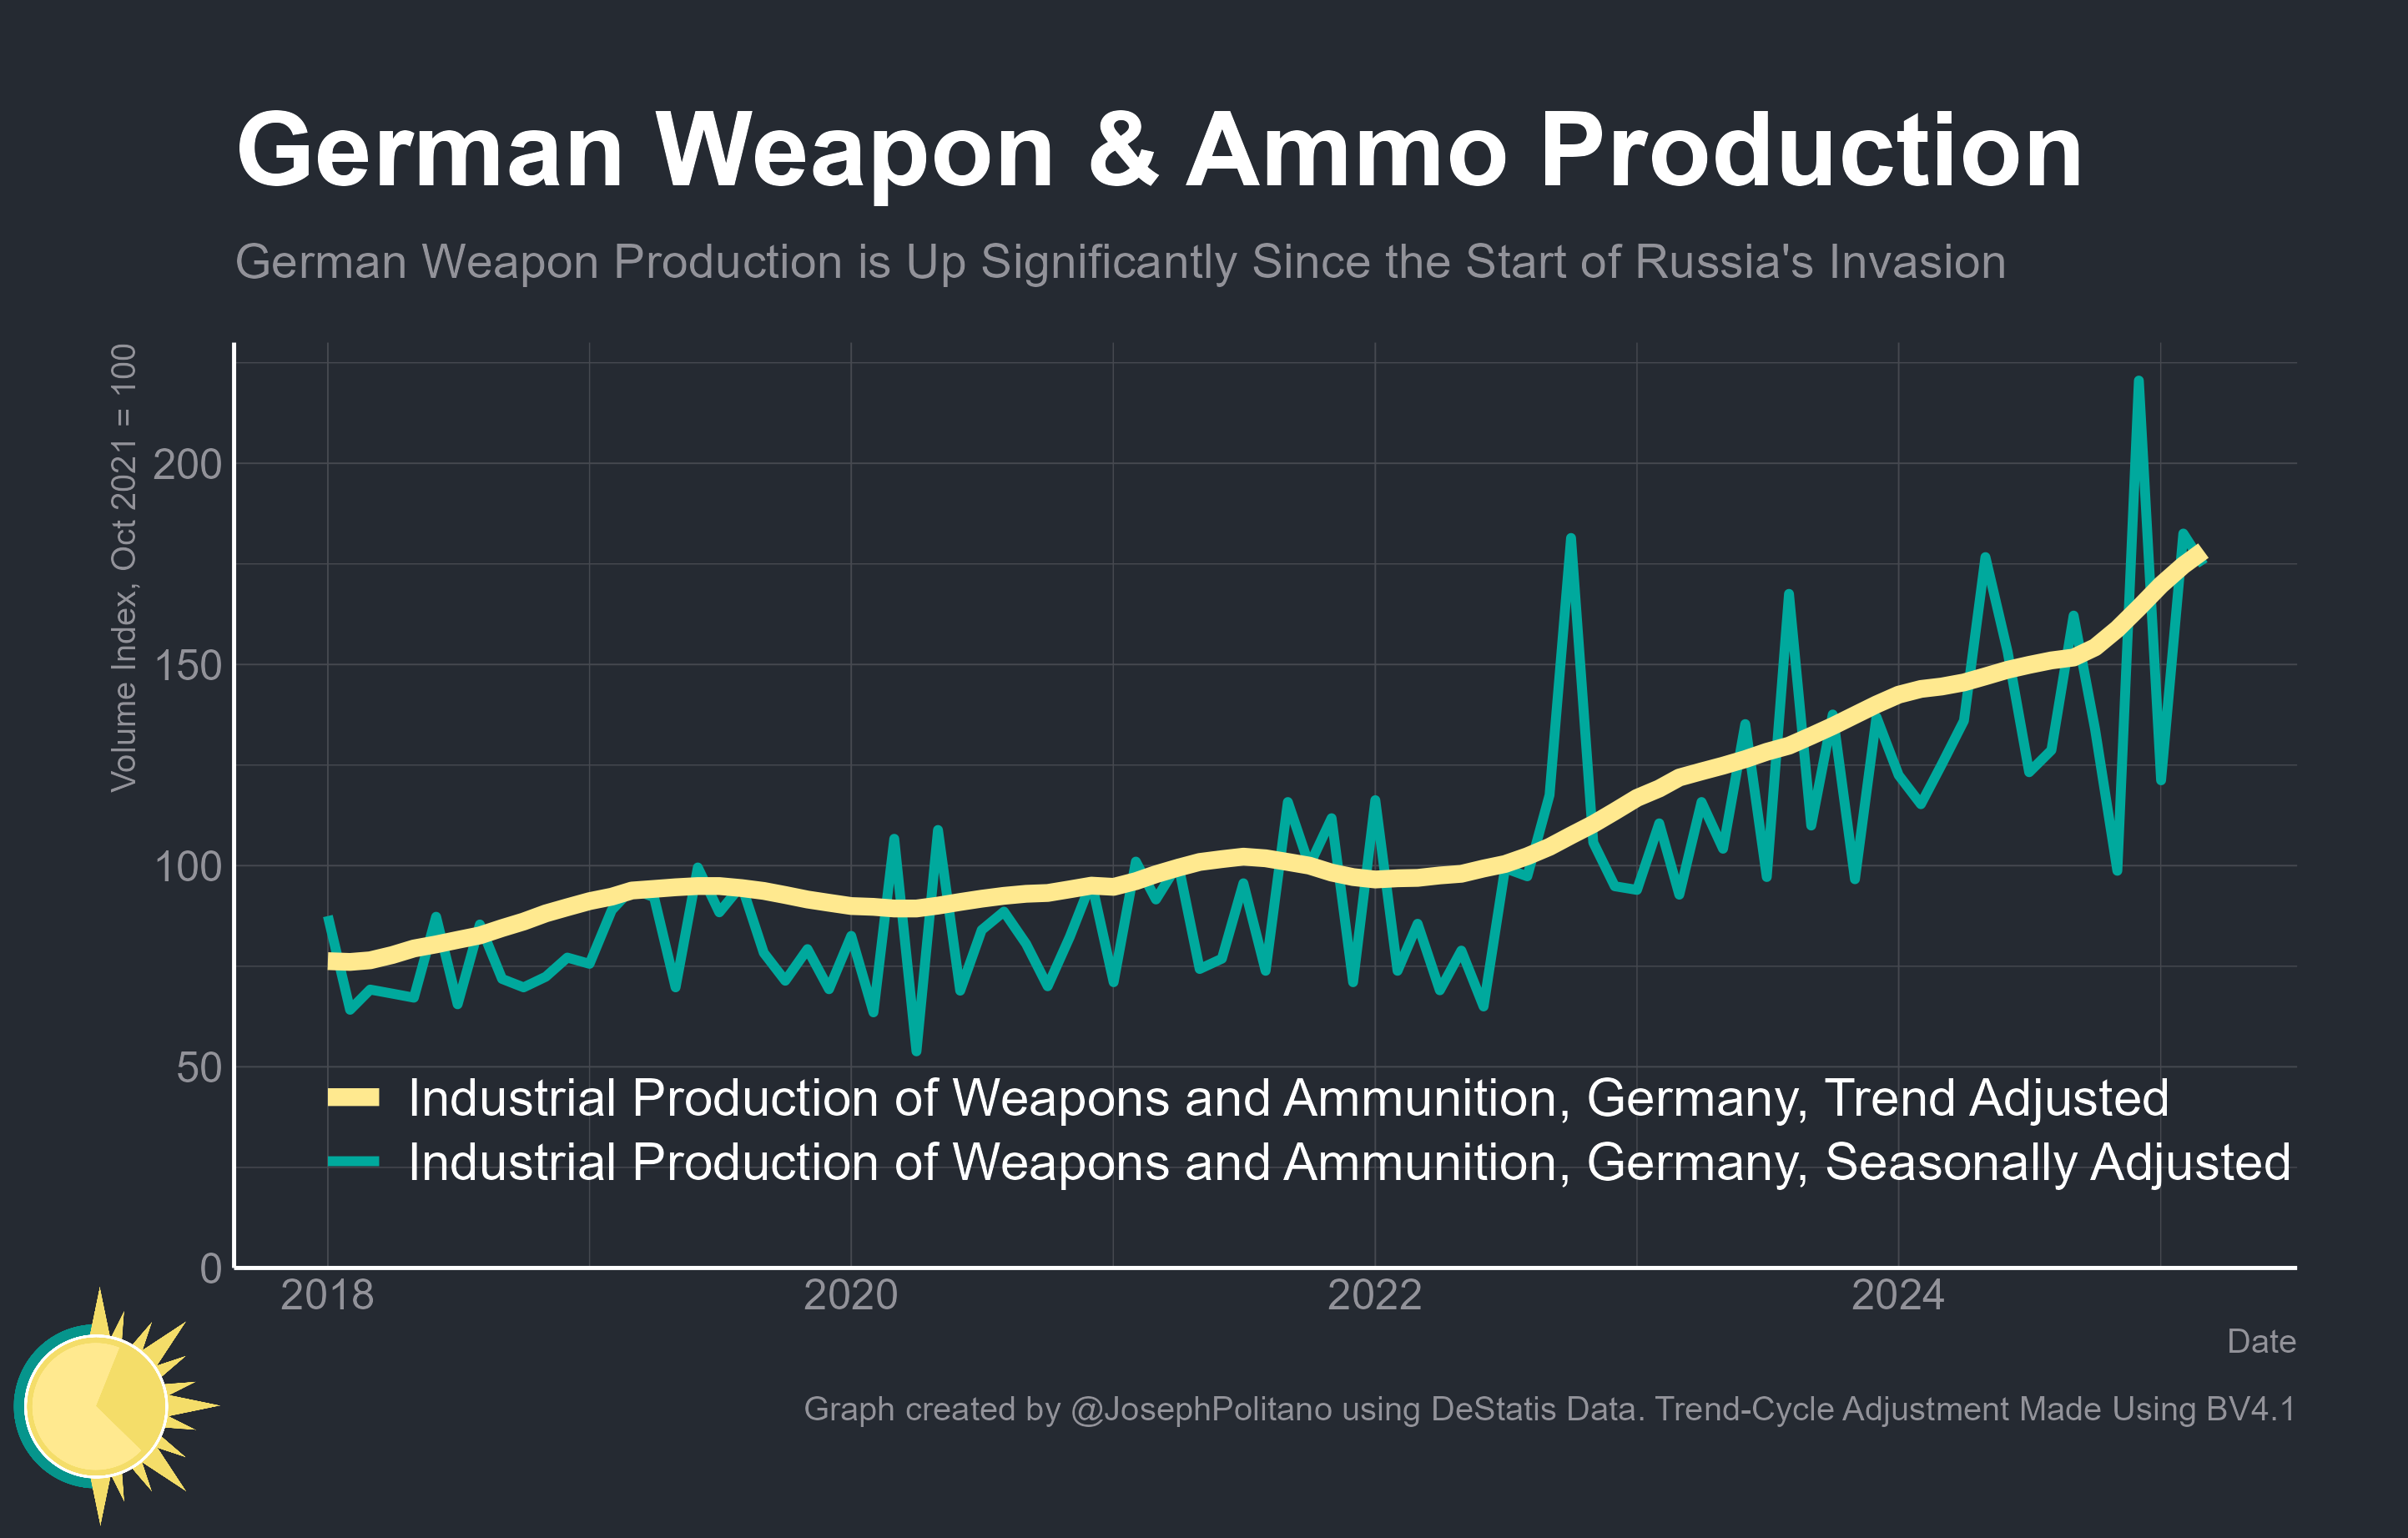 German Weapon & Ammo Production
German Weapon Production is Up Significantly Since the Start of Russia's Invasion
Volume Index, Oct 2021 = 100
200
150
100
50
0
Industrial Production of Weapons and Ammunition, Germany, Trend Adjusted
Industrial Production of Weapons and Ammunition, Germany, Seasonally Adjusted
2018 2020 2022 2024
Date
Graph created by @JosephPolitano using DeStatis Data. Trend-Cycle Adjustment Made Using BV4.1